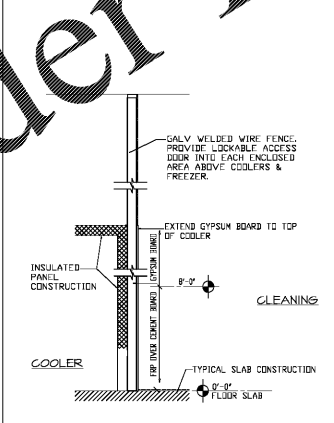 der
GALV WELDED WIRE FENCE.
PROVIDE LOCKABLE ACCESS
DOOR INTO EACH ENCLOSED
AREA ABOVE COOLERS &
FREEZER.
EXTEND GYPSUM BOARD TO TOP
OF COOLER
GYPSUM BOARD
INSULATED
PANEL
CONSTRUCTION
8'-0"
CLEANING
FRP OVER CEMENT BOARD
COOLER
TYPICAL SLAB CONSTRUCTION
0'-0"
FLOOR SLAB